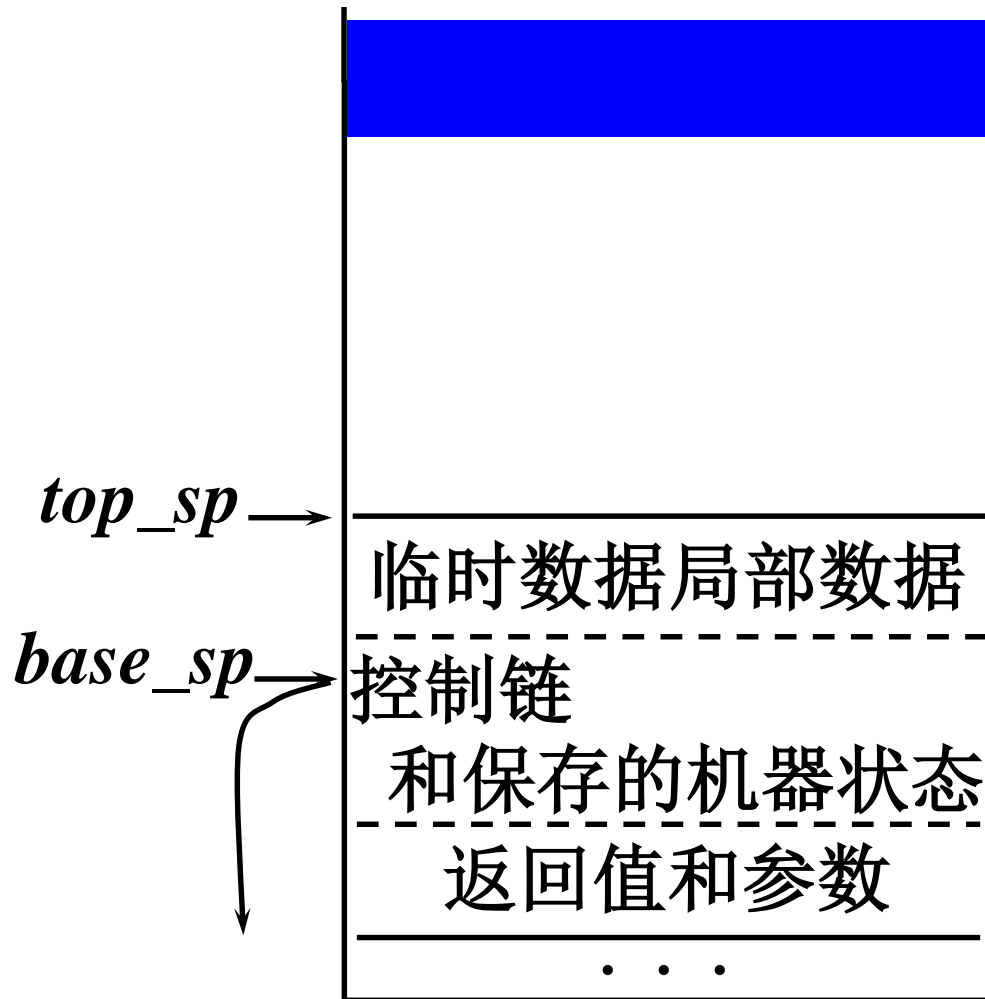 top_sp
临时数据局部数据
base_sp
控制链
和保存的机器状态
返回值和参数
. . .